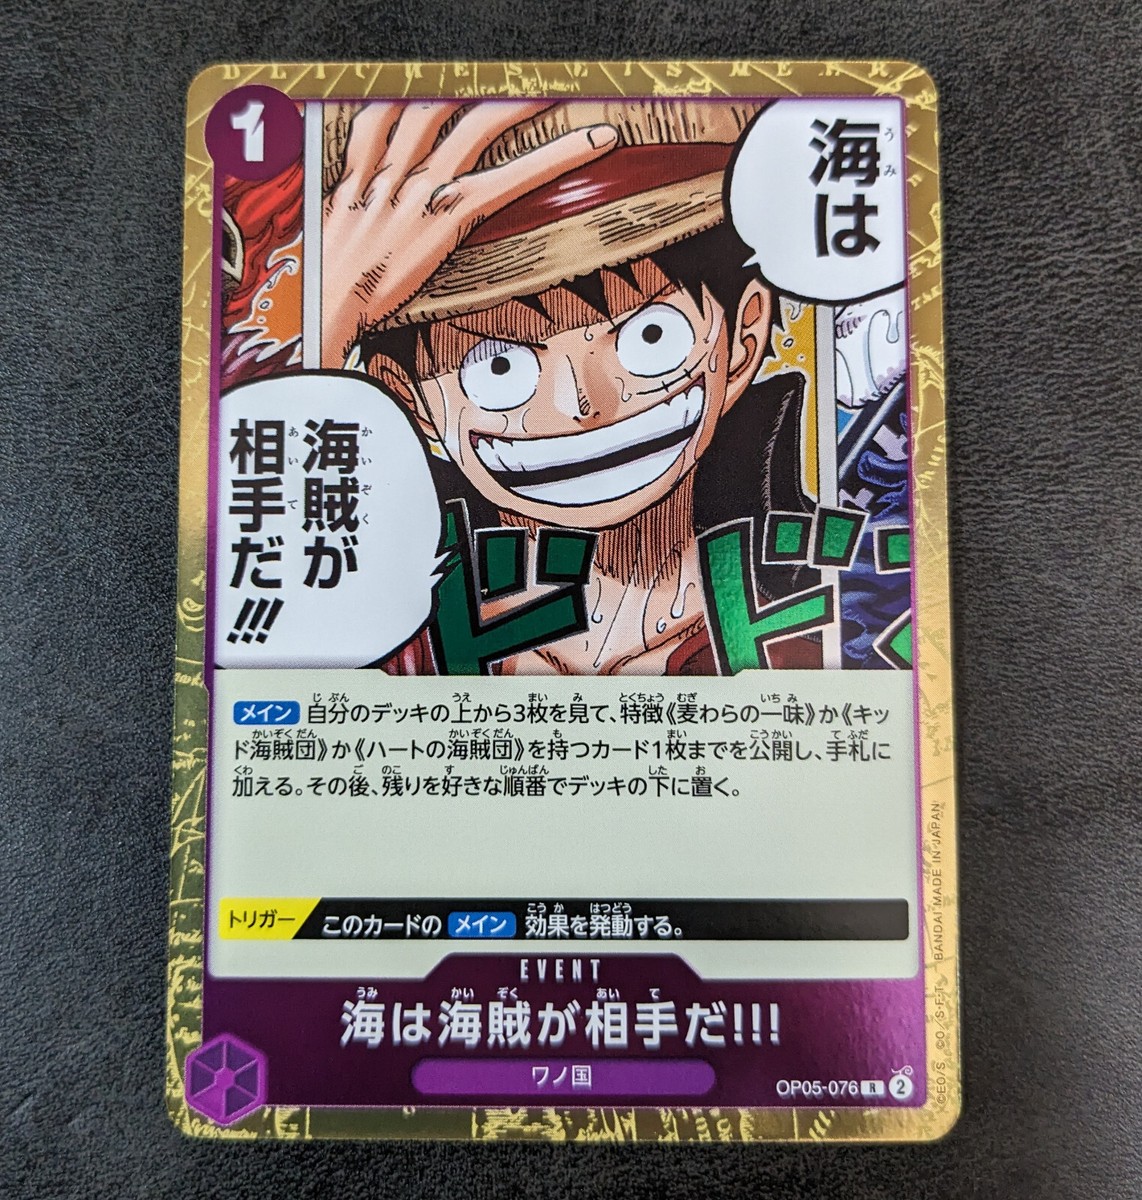 1
海は
海賊が
相手だ!!!
ドドド
メイン 自分のデッキの上から3枚を見て、特徴《麦わらの一味》か《キッ
ド海賊団》か《ハートの海賊団》を持つカード1枚までを公開し、手札に
加える。その後、残りを好きな順番でデッキの下に置く。
トリガー このカードの メイン 効果を発動する。
EVENT
海は海賊が相手だ!!!
ワノ国
OP05-076 R 2
©EO/S ©O/S・F・T BANDAI MADE IN JAPAN